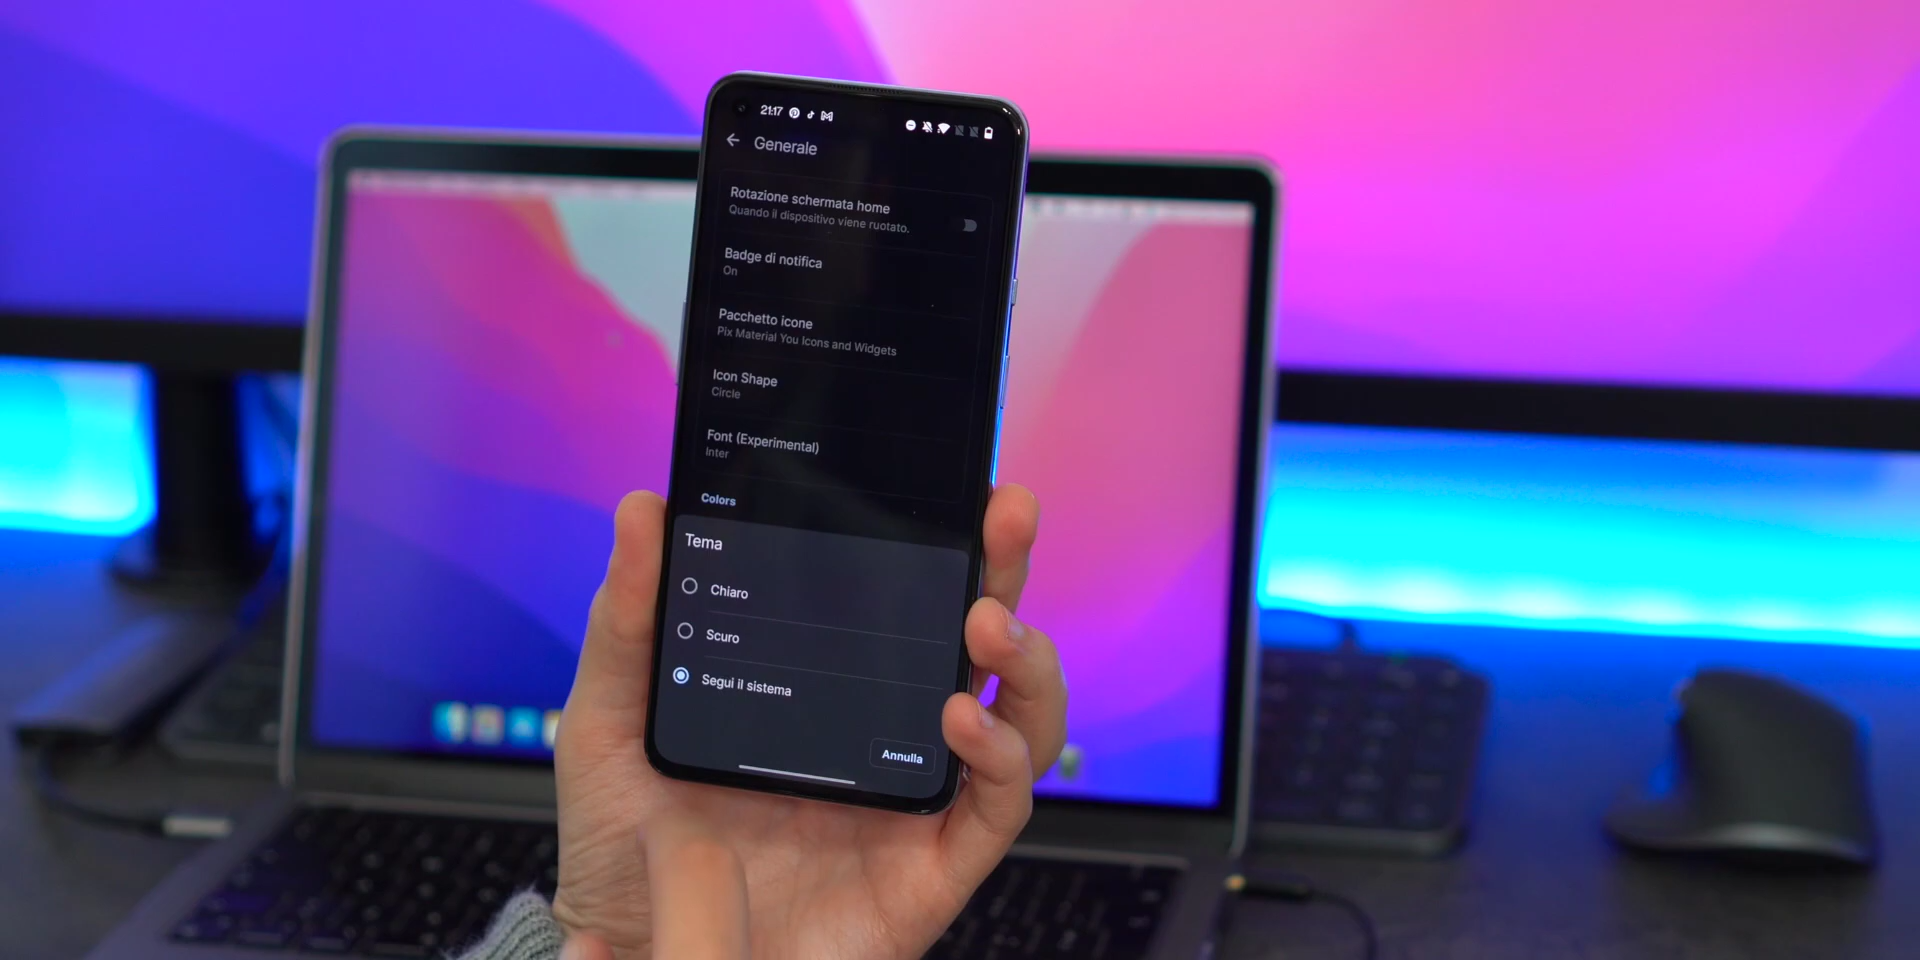 21:17
Generale
Rotazione schermata home
Quando il dispositivo viene ruotato.
Badge di notifica
On
Pacchetto icone
Pix Material You Icons and Widgets
Icon Shape
Circle
Font (Experimental)
Inter
Colors
Tema
Chiaro
Scuro
Segui il sistema
Annulla